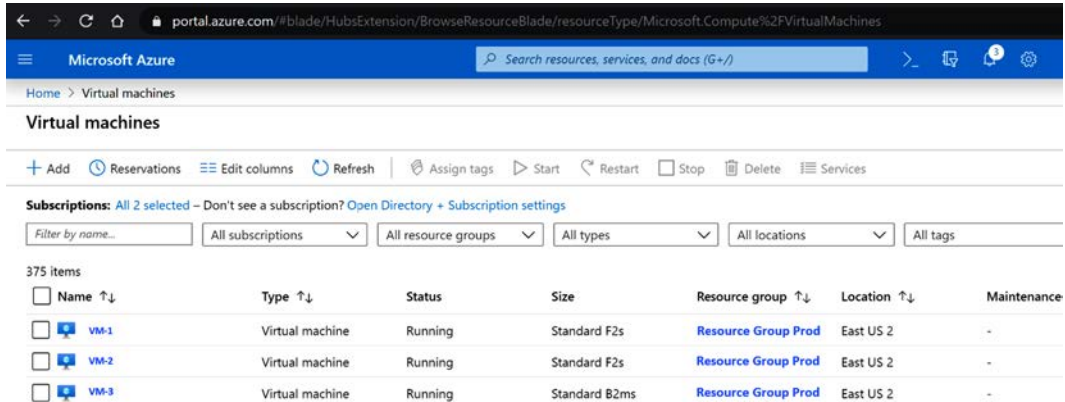 portal.azure.com/#blade/HubsExtension/BrowseResourceBlade/resourceType/Microsoft.Compute%2FVirtualMachines
Microsoft Azure Search resources, services, and docs (G+/) 3
Home > Virtual machines
Virtual machines
+ Add Reservations Edit columns Refresh Assign tags Start Restart Stop Delete Services
Subscriptions: All 2 selected – Don't see a subscription? Open Directory + Subscription settings
Filter by name... All subscriptions All resource groups All types All locations All tags
375 items
Name ↑↓ Type ↑↓ Status Size Resource group ↑↓ Location ↑↓ Maintenance
VM-1 Virtual machine Running Standard F2s Resource Group Prod East US 2 -
VM-2 Virtual machine Running Standard F2s Resource Group Prod East US 2 -
VM-3 Virtual machine Running Standard B2ms Resource Group Prod East US 2 -